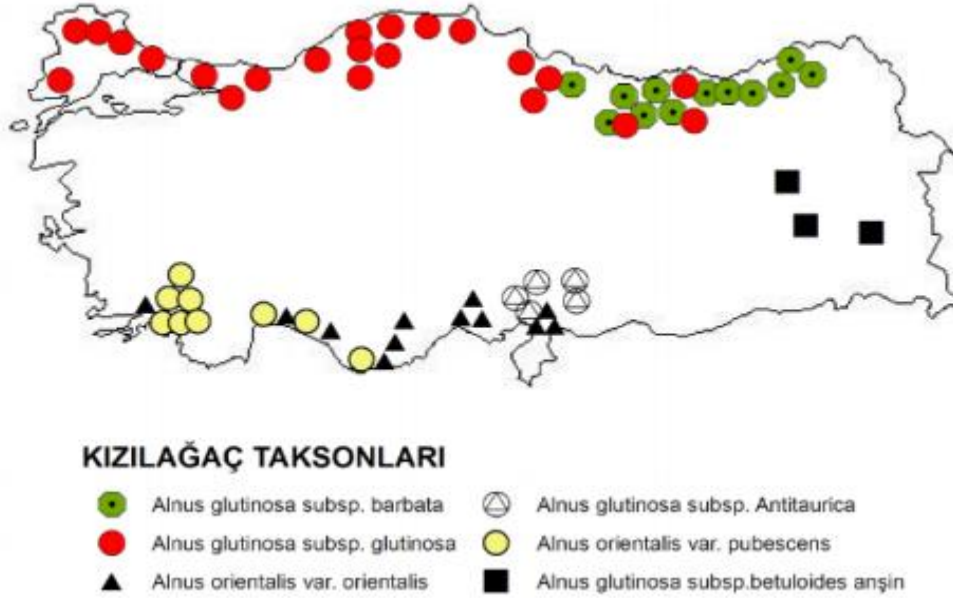 KIZILAĞAÇ TAKSONLARI
Alnus glutinosa subsp. barbata
Alnus glutinosa subsp. glutinosa
Alnus orientalis var. orientalis
Alnus glutinosa subsp. Antitaurica
Alnus orientalis var. pubescens
Alnus glutinosa subsp.betuloides anşin